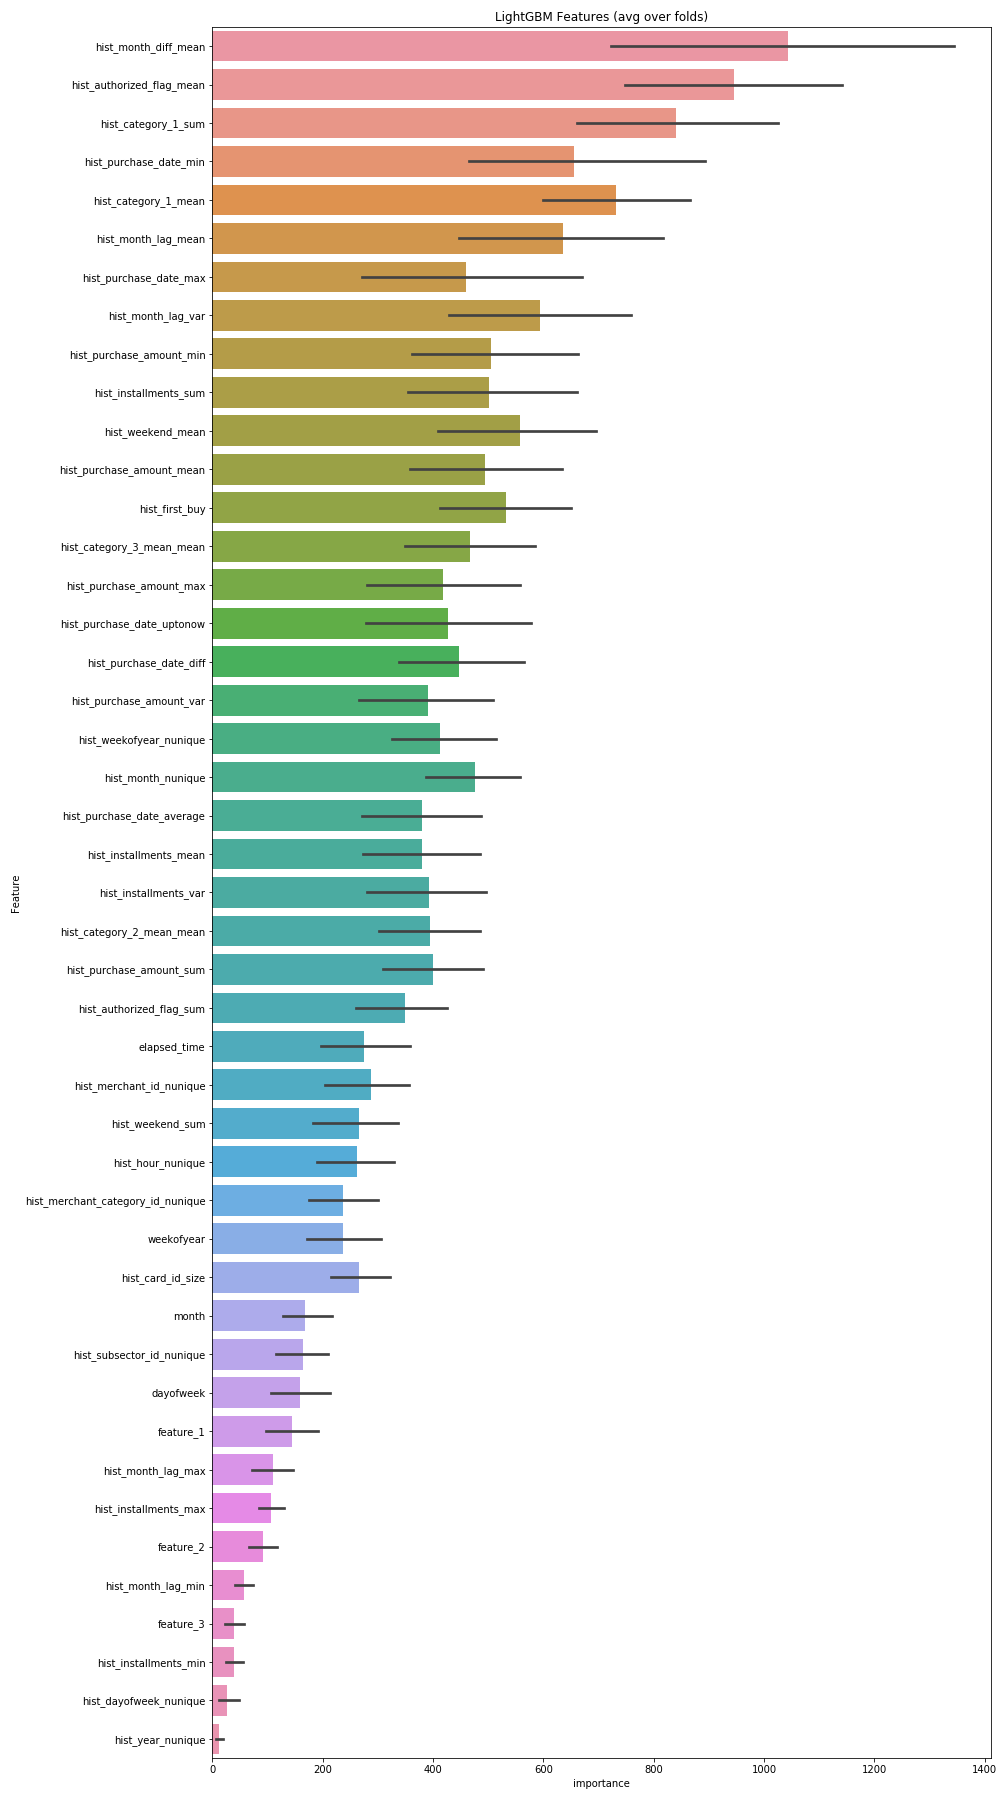 LightGBM Features (avg over folds)
hist_month_diff_mean
hist_authorized_flag_mean
hist_category_1_sum
hist_purchase_date_min
hist_category_1_mean
hist_month_lag_mean
hist_purchase_date_max
hist_month_lag_var
hist_purchase_amount_min
hist_installments_sum
hist_weekend_mean
hist_purchase_amount_mean
hist_first_buy
hist_category_3_mean_mean
hist_purchase_amount_max
hist_purchase_date_uptonow
hist_purchase_date_diff
hist_purchase_amount_var
hist_weekofyear_nunique
hist_month_nunique
hist_purchase_date_average
hist_installments_mean
hist_installments_var
hist_category_2_mean_mean
hist_purchase_amount_sum
hist_authorized_flag_sum
elapsed_time
hist_merchant_id_nunique
hist_weekend_sum
hist_hour_nunique
hist_merchant_category_id_nunique
weekofyear
hist_card_id_size
month
hist_subsector_id_nunique
dayofweek
feature_1
hist_month_lag_max
hist_installments_max
feature_2
hist_month_lag_min
feature_3
hist_installments_min
hist_dayofweek_nunique
hist_year_nunique
Feature
0 200 400 600 800 1000 1200 1400
importance